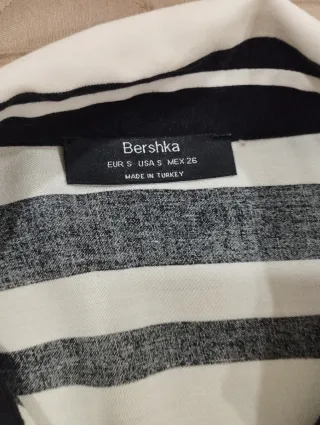 Bershka
EUR S USA S MEX 26
MADE IN TURKEY